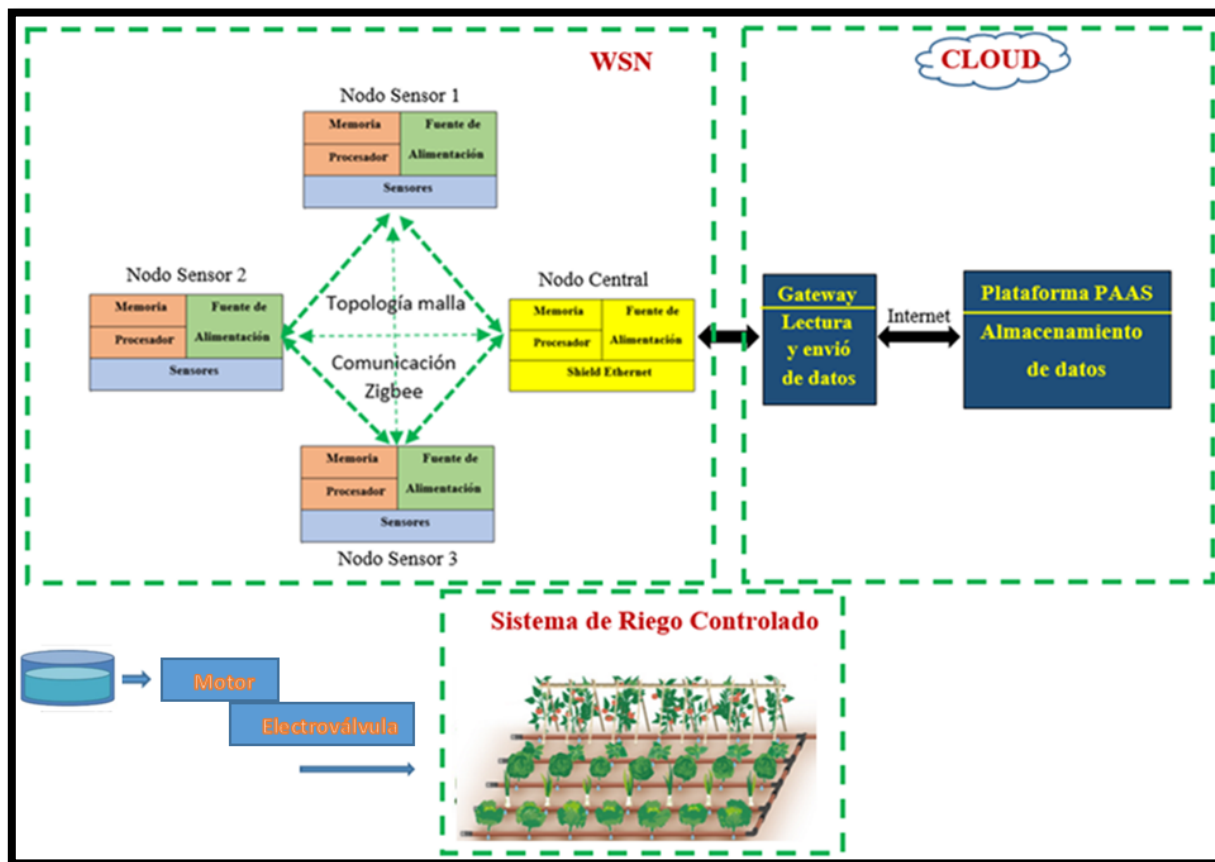 WSN
CLOUD
Nodo Sensor 1
Memoria
Fuente de
Procesador
Alimentación
Sensores
Nodo Sensor 2
Memoria
Fuente de
Procesador
Alimentación
Sensores
Topología malla
Comunicación
Zigbee
Nodo Central
Memoria
Fuente de
Procesador
Alimentación
Shield Ethernet
Gateway
Lectura
y envió
de datos
Internet
Plataforma PAAS
Almacenamiento
de datos
Memoria
Fuente de
Procesador
Alimentación
Sensores
Nodo Sensor 3
Sistema de Riego Controlado
Motor
Electroválvula